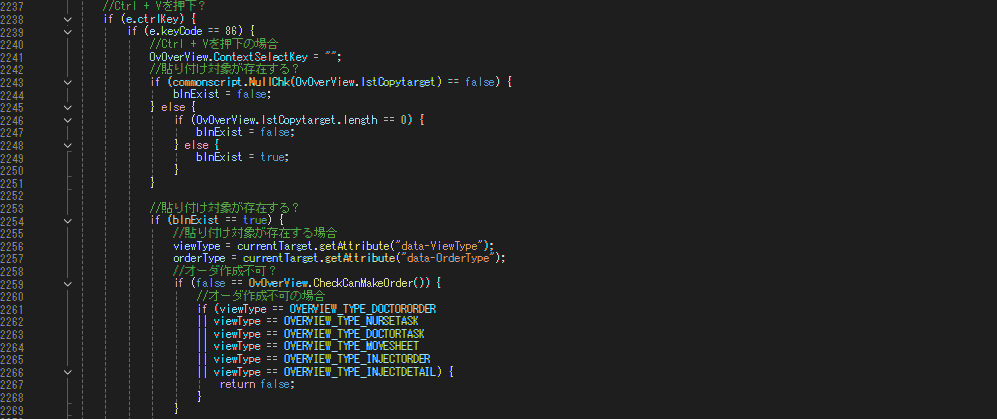 2237 //Ctrl + Vを押下？
2238 if (e.ctrlKey) {
2239 if (e.keyCode == 86) {
2240 //Ctrl + Vを押下の場合
2241 OvOverView.ContextSelectKey = "";
2242 //貼り付け対象が存在する？
2243 if (commonscript.NullChk(OvOverView.lstCopytarget) == false) {
2244 blnExist = false;
2245 } else {
2246 if (OvOverView.lstCopytarget.length == 0) {
2247 blnExist = false;
2248 } else {
2249 blnExist = true;
2250 }
2251 }
2252
2253 //貼り付け対象が存在する？
2254 if (blnExist == true) {
2255 //貼り付け対象が存在する場合
2256 viewType = currentTarget.getAttribute("data-ViewType");
2257 orderType = currentTarget.getAttribute("data-OrderType");
2258 //オーダ作成不可？
2259 if (false == OvOverView.CheckCanMakeOrder()) {
2260 //オーダ作成不可の場合
2261 if (viewType == OVERVIEW_TYPE_DOCTORORDER
2262 || viewType == OVERVIEW_TYPE_NURSETASK
2263 || viewType == OVERVIEW_TYPE_DOCTORTASK
2264 || viewType == OVERVIEW_TYPE_MOVESHEET
2265 || viewType == OVERVIEW_TYPE_INJECTORDER
2266 || viewType == OVERVIEW_TYPE_INJECTDETAIL) {
2267 return false;
2268 }
2269 }